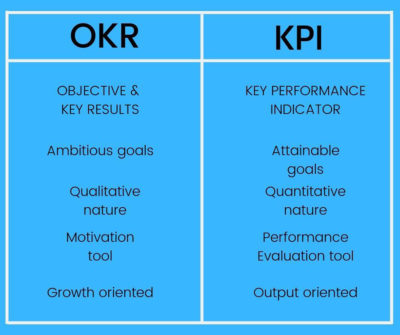 OKR
KPI
OBJECTIVE &
KEY RESULTS
KEY PERFORMANCE
INDICATOR
Ambitious goals
Attainable
goals
Qualitative
nature
Quantitative
nature
Motivation
tool
Performance
Evaluation tool
Growth oriented
Output oriented